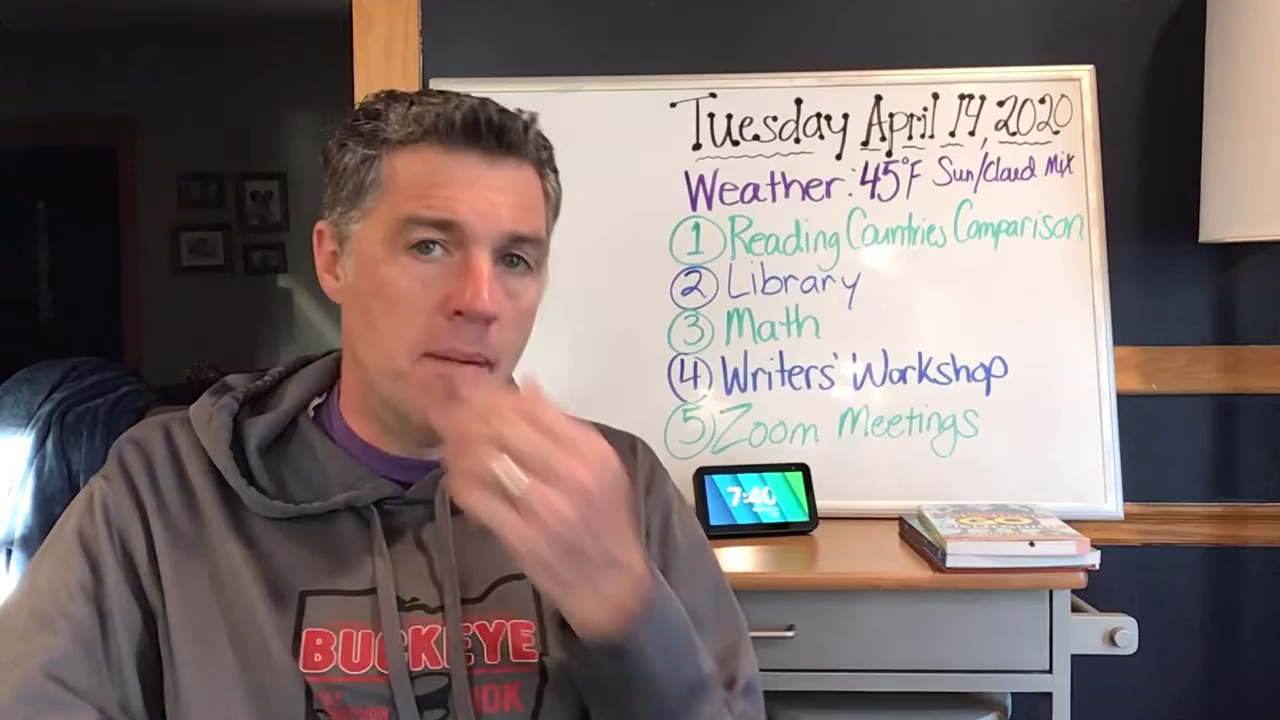 Tuesday April 14, 2020
Weather: 45°F Sun/Cloud Mix
1 Reading Countries Comparison
2 Library
3 Math
4 Writers' Workshop
5 Zoom Meetings
7:40
BUCKEYE
GO